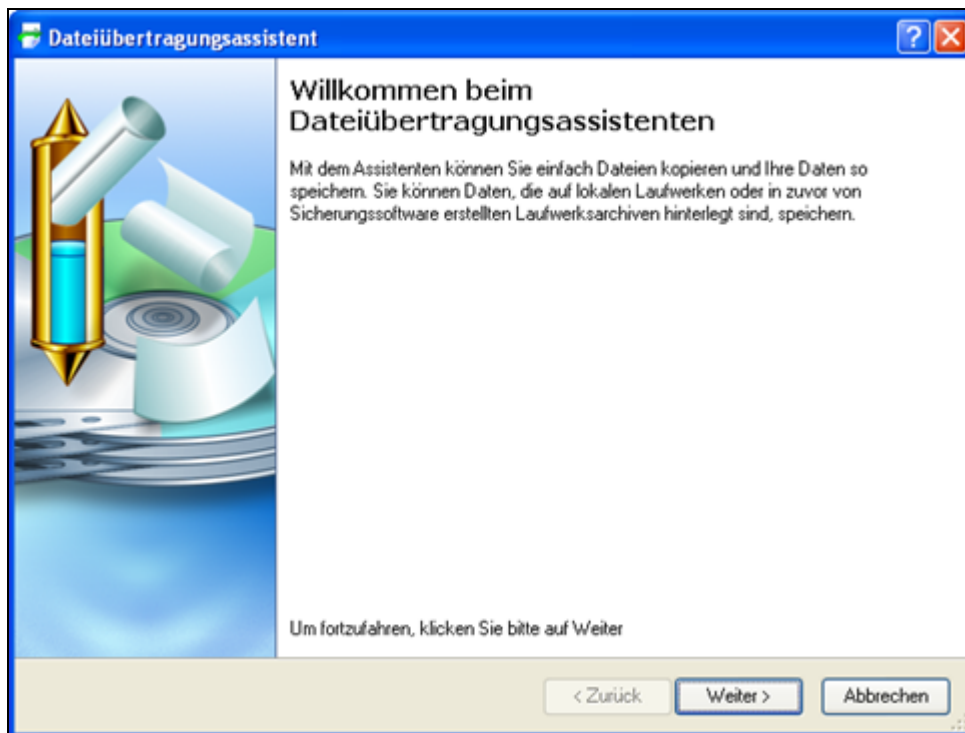 Dateiübertragungsassistent
Willkommen beim
Dateiübertragungsassistenten
Mit dem Assistenten können Sie einfach Dateien kopieren und Ihre Daten so
speichern. Sie können Daten, die auf lokalen Laufwerken oder in zuvor von
Sicherungssoftware erstellten Laufwerksarchiven hinterlegt sind, speichern.
Um fortzufahren, klicken Sie bitte auf Weiter
< Zurück Weiter > Abbrechen